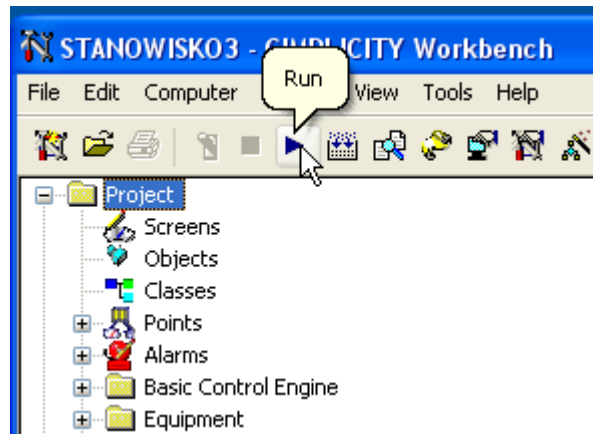 STANOWISKO3 - CIMPLICITY Workbench
File Edit Computer View Tools Help
Run
Project
Screens
Objects
Classes
Points
Alarms
Basic Control Engine
Equipment